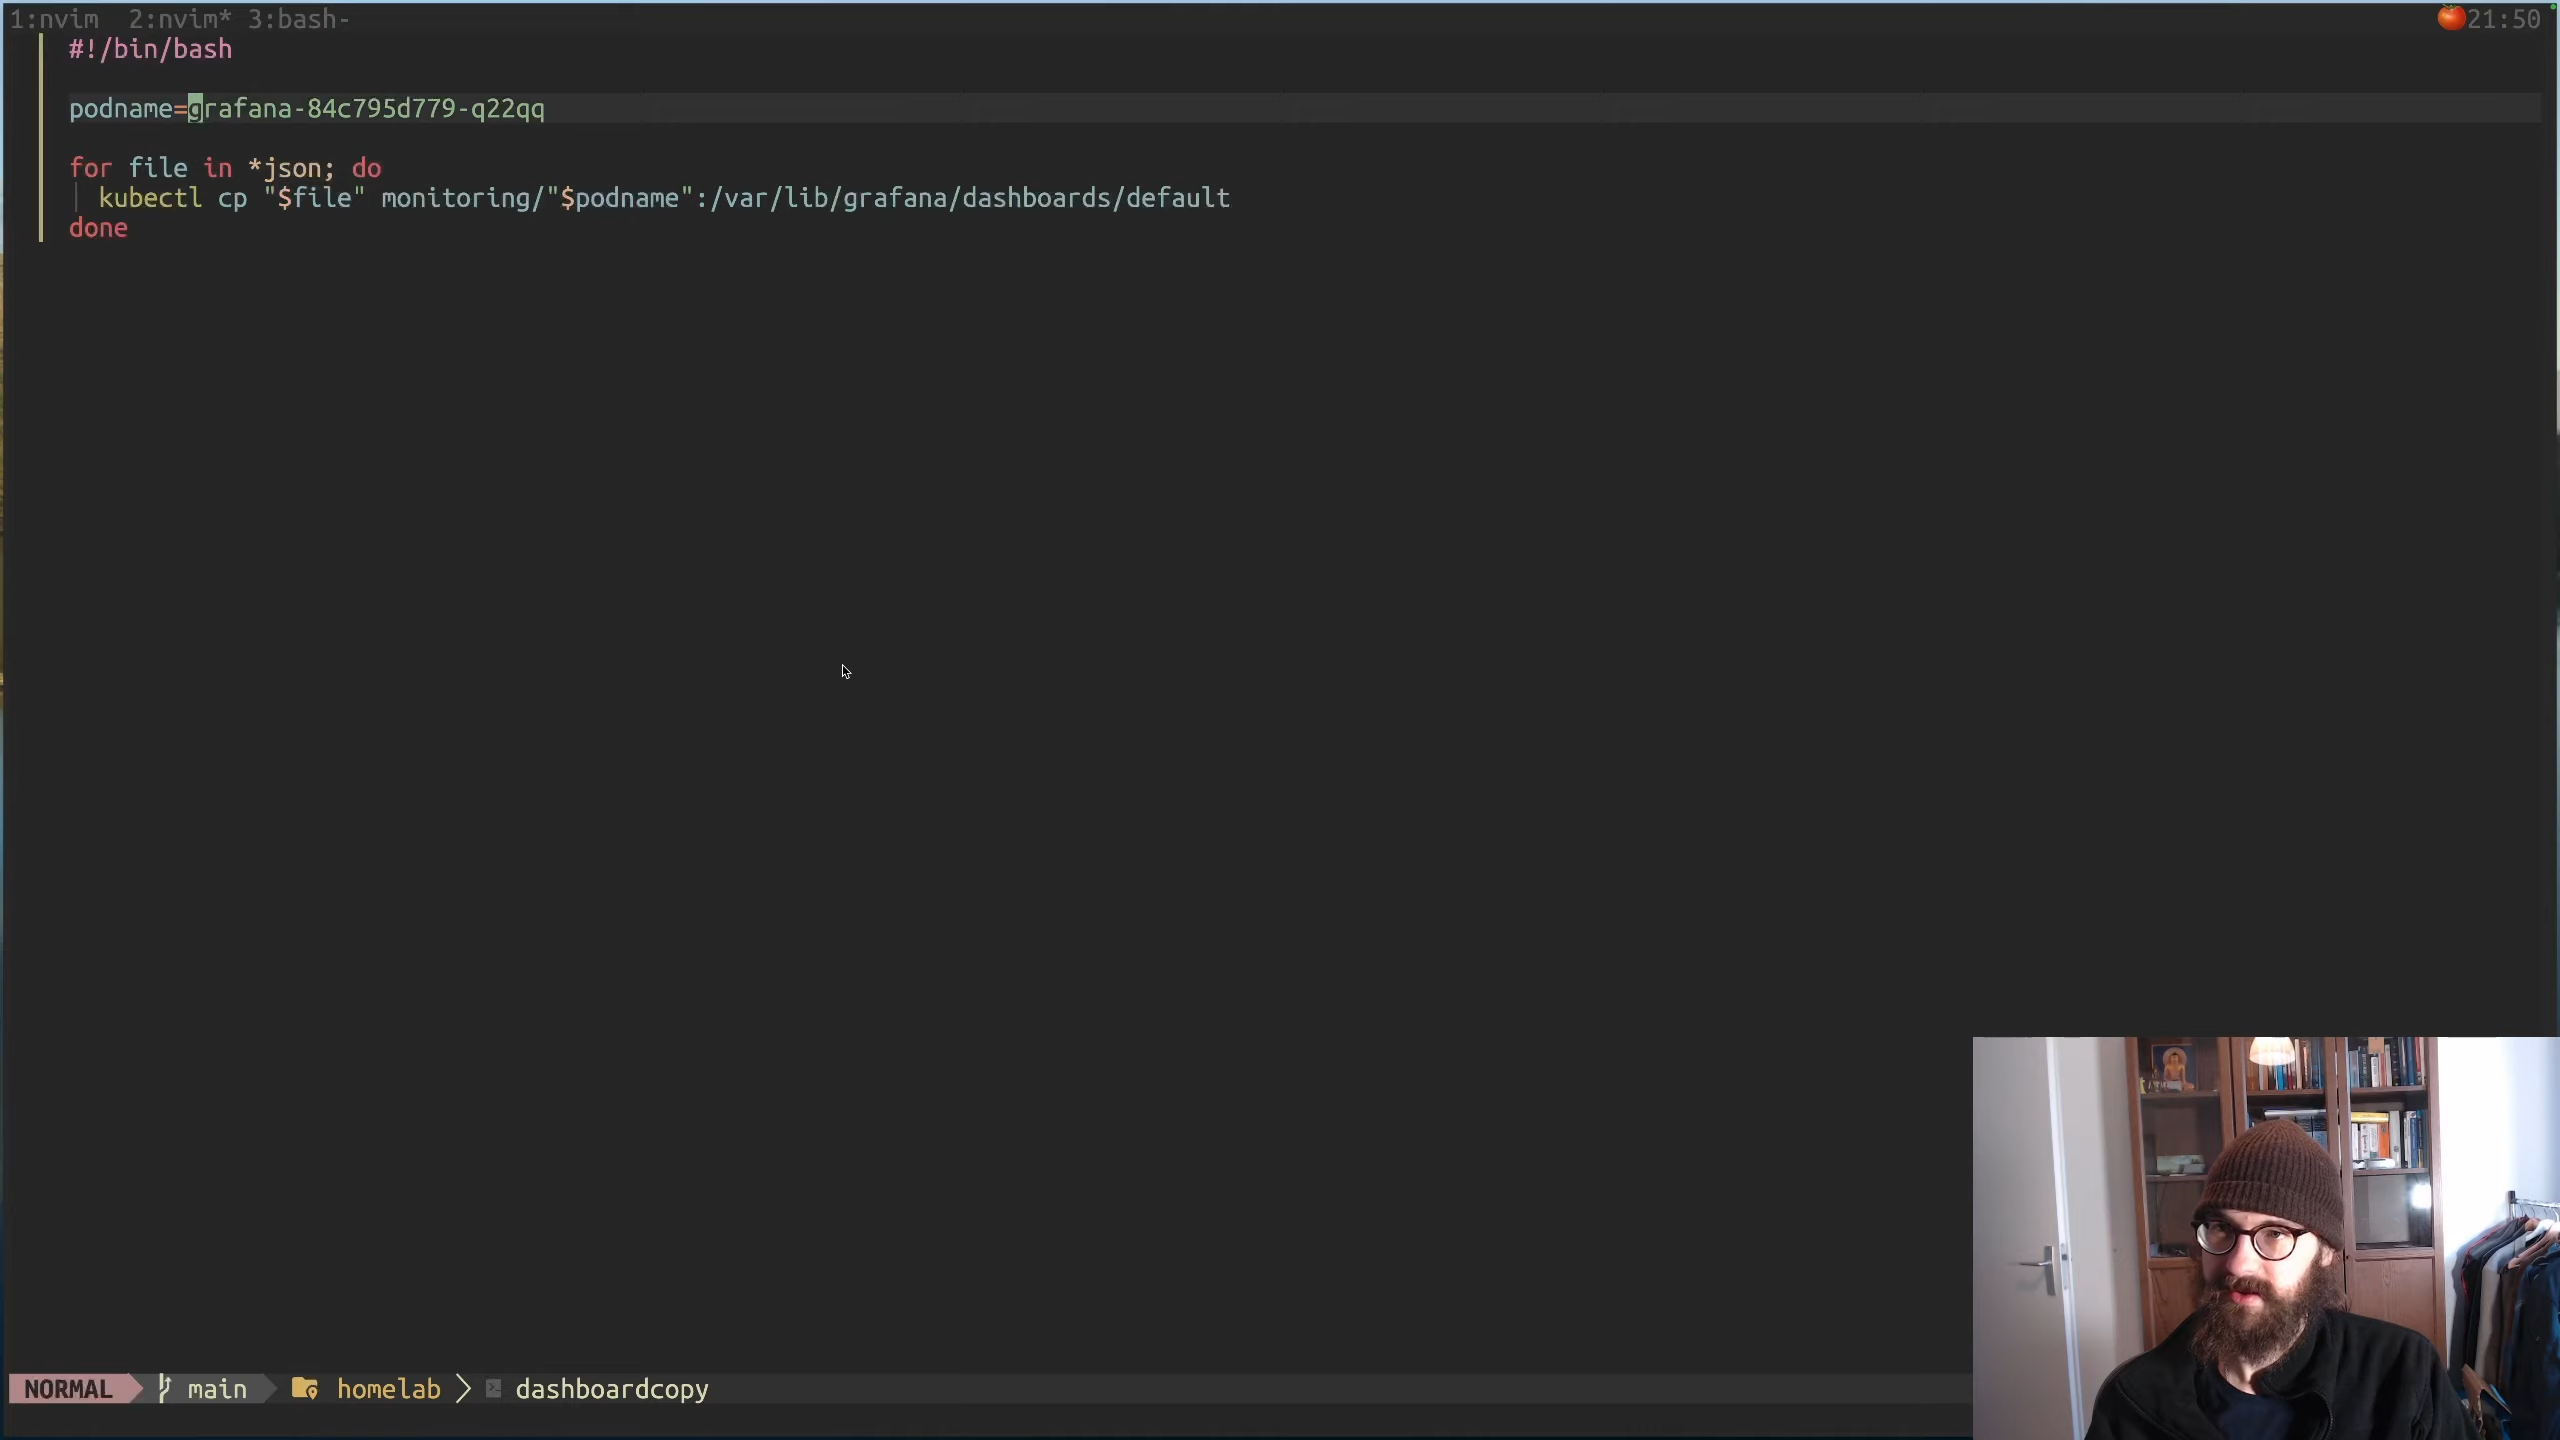 1:nvim  2:nvim* 3:bash-
21:50
#!/bin/bash
podname=grafana-84c795d779-q22qq
for file in *json; do
kubectl cp "$file" monitoring/"$podname":/var/lib/grafana/dashboards/default
done
NORMAL main homelab dashboardcopy